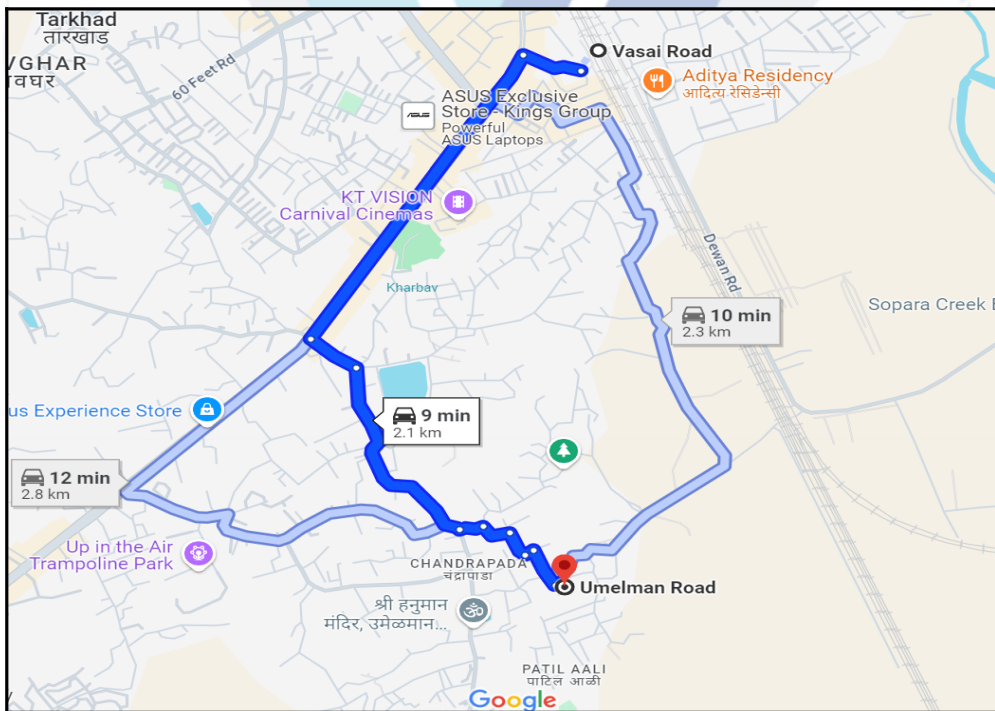 Tarkhad
तारखाड
VGHAR
वघर
60 Feet Rd
Vasai Road
Aditya Residency
आदित्य रेसिडेन्सी
ASUS Exclusive
Store - Kings Group
Powerful
ASUS Laptops
KT VISION
Carnival Cinemas
Kharbav
Dewan Rd
10 min
2.3 km
Sopara Creek B
us Experience Store
9 min
2.1 km
12 min
2.8 km
Up in the Air
Trampoline Park
CHANDRAPADA
चंद्रापाडा
Umelman Road
श्री हनुमान
मंदिर, उमेळमान...
PATIL AALI
पाटिल आळी
Google